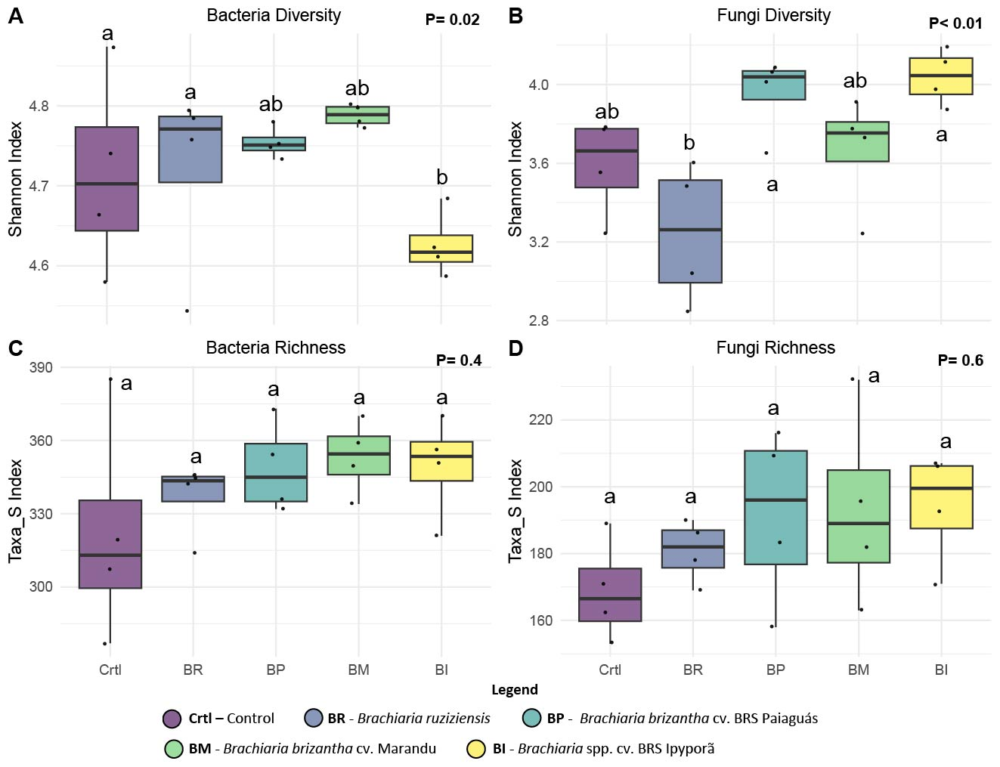 A
Bacteria Diversity
P= 0.02
Shannon Index
4.8
4.7
4.6
a
a
ab
ab
b
B
Fungi Diversity
P< 0.01
Shannon Index
4.0
3.6
3.2
2.8
ab
b
a
ab
a
C
Bacteria Richness
P= 0.4
Taxa_S Index
390
360
330
300
a
a
a
a
a
Crtl BR BP BM BI
D
Fungi Richness
P= 0.6
Taxa_S Index
220
200
180
160
a
a
a
a
a
Crtl BR BP BM BI
Legend
Crtl – Control BR - Brachiaria ruziziensis BP - Brachiaria brizantha cv. BRS Paiaguás
BM - Brachiaria brizantha cv. Marandu BI - Brachiaria spp. cv. BRS Ipyporã